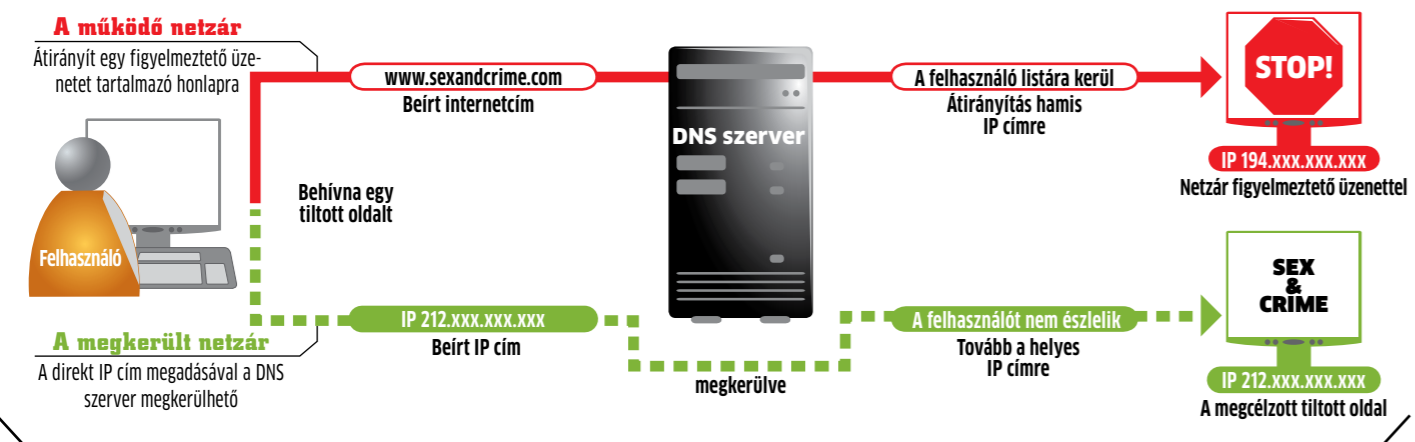 A működő netzár
Átirányít egy figyelmeztető üze-
netet tartalmazó honlapra
www.sexandcrime.com
Beírt internetcím
DNS szerver
A felhasználó listára kerül
Átirányítás hamis
IP címre
STOP!
IP 194.xxx.xxx.xxx
Netzár figyelmeztető üzenettel
Behívna egy
tiltott oldalt
Felhasználó
A megkerült netzár
A direkt IP cím megadásával a DNS
szerver megkerülhető
IP 212.xxx.xxx.xxx
Beírt IP cím
megkerülve
A felhasználót nem észlelik
Tovább a helyes
IP címre
SEX
&
CRIME
IP 212.xxx.xxx.xxx
A megcélzott tiltott oldal